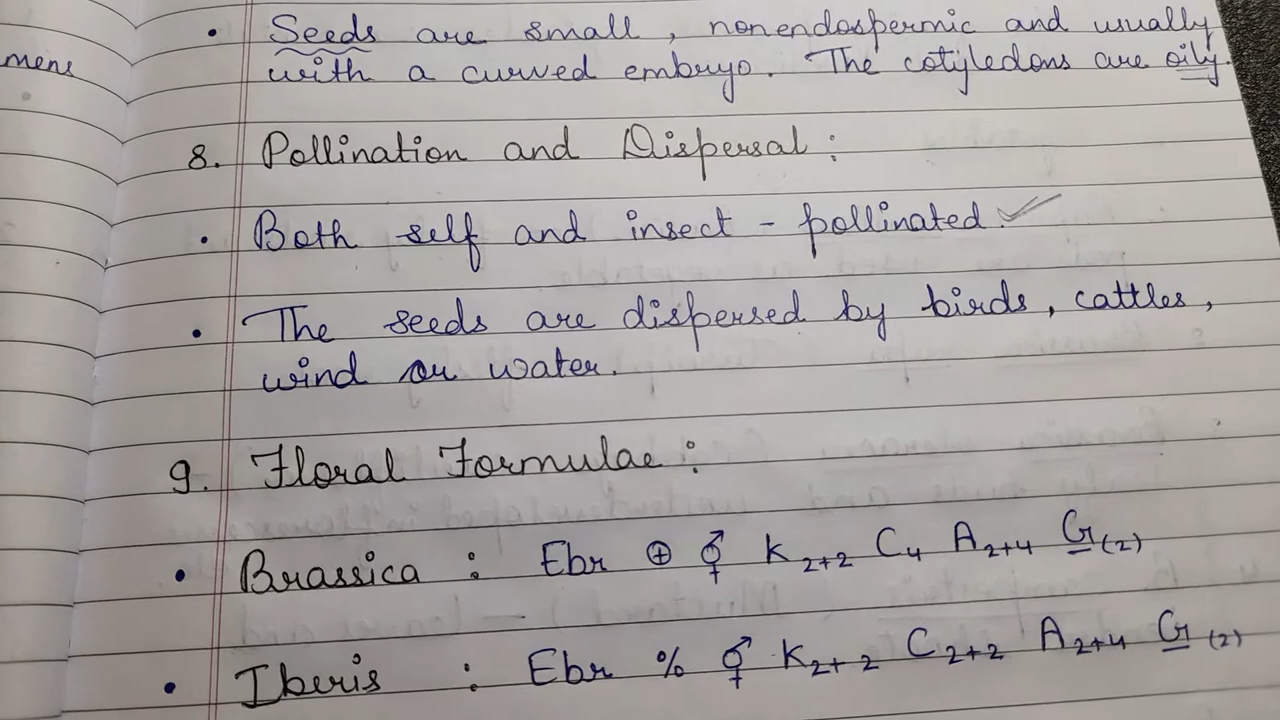 mens
• Seeds are small, nonendospermic and usually
with a curved embryo. The cotyledons are oily.
8. Pollination and Dispersal :
• Both self and insect - pollinated. ✓
• The seeds are dispersed by birds, cattles,
wind or water.
9. Floral Formulae :
• Brassica : Ebr ⊕ ⚥ K₂₊₂ C₄ A₂₊₄ G̲₍₂₎
• Iberis : Ebr % ⚥ K₂₊₂ C₂₊₂ A₂₊₄ G̲₍₂₎